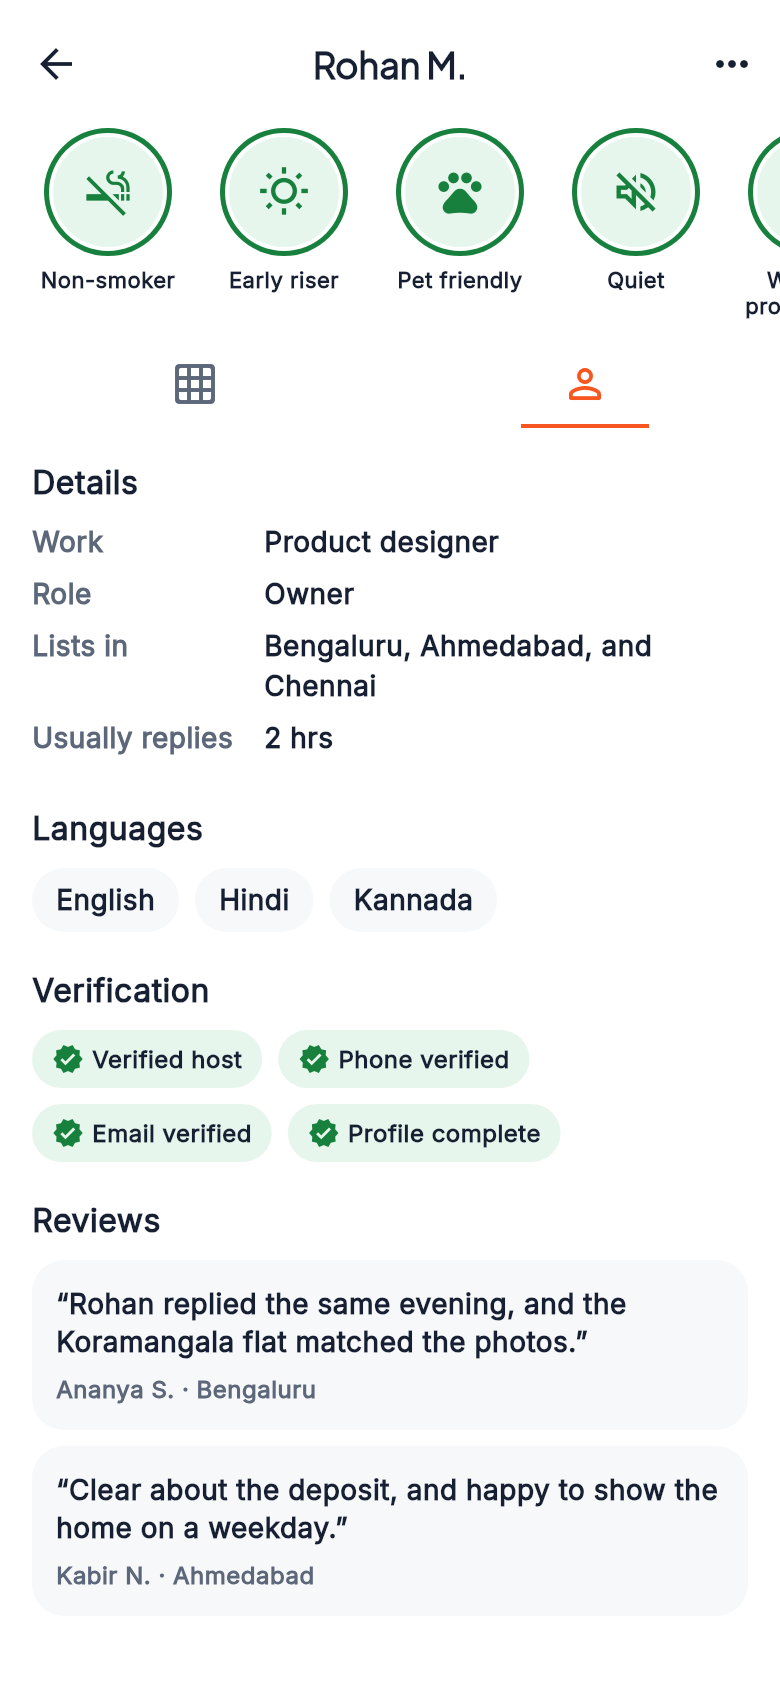 Rohan M.
Non-smoker
Early riser
Pet friendly
Quiet
Details
Work
Product designer
Role
Owner
Lists in
Bengaluru, Ahmedabad, and
Chennai
Usually replies
2 hrs
Languages
English
Hindi
Kannada
Verification
Verified host
Phone verified
Email verified
Profile complete
Reviews
“Rohan replied the same evening, and the
Koramangala flat matched the photos.”
Ananya S. · Bengaluru
“Clear about the deposit, and happy to show the
home on a weekday.”
Kabir N. · Ahmedabad